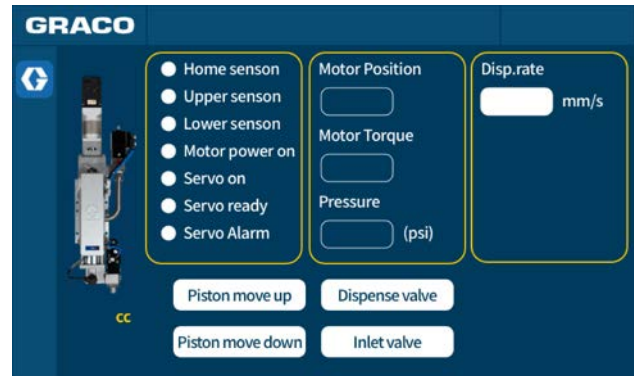 GRACO
Home senson
Upper senson
Lower senson
Motor power on
Servo on
Servo ready
Servo Alarm
Motor Position
Motor Torque
Pressure
(psi)
Disp.rate
mm/s
CC
Piston move up
Dispense valve
Piston move down
Inlet valve